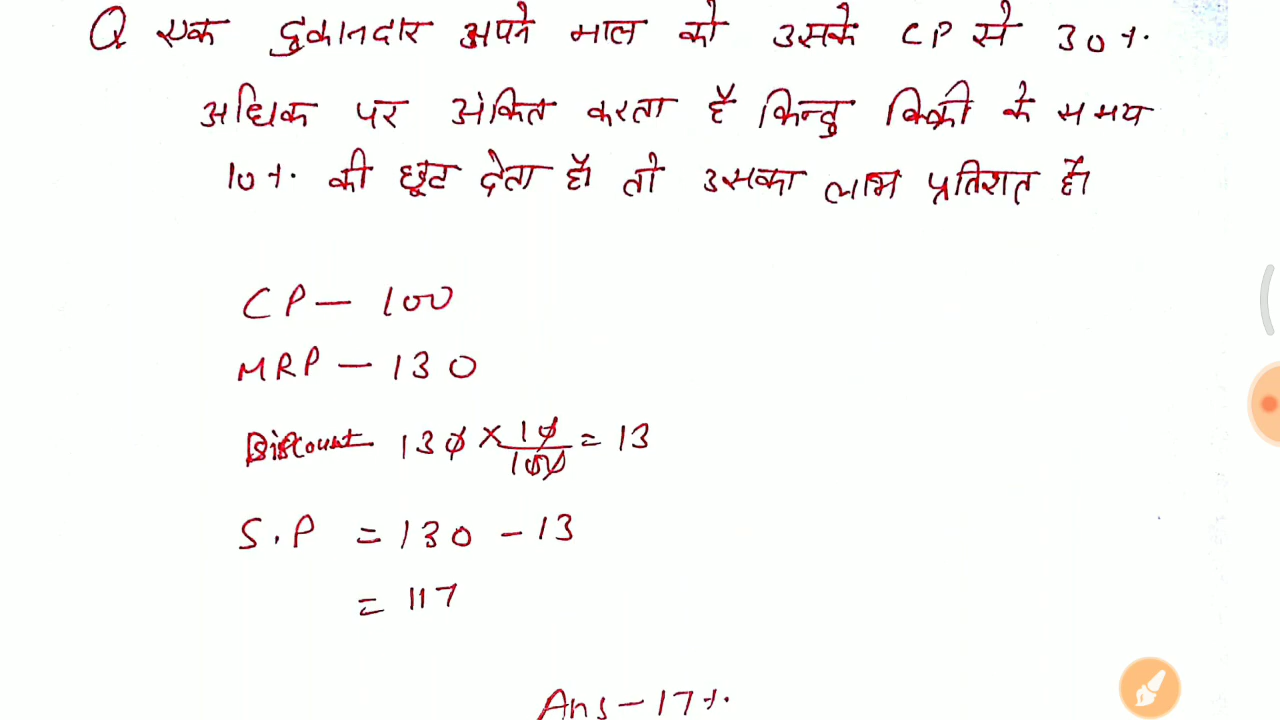 Q एक दुकानदार अपने माल को उसके CP से 30%
अधिक पर अंकित करता है किन्तु बिक्री के समय
10% की छूट देता है। तो उसका लाभ प्रतिशत है।
CP — 100
MRP — 130
Discount 130 × 10/100 = 13
S.P = 130 - 13
= 117
Ans — 17%